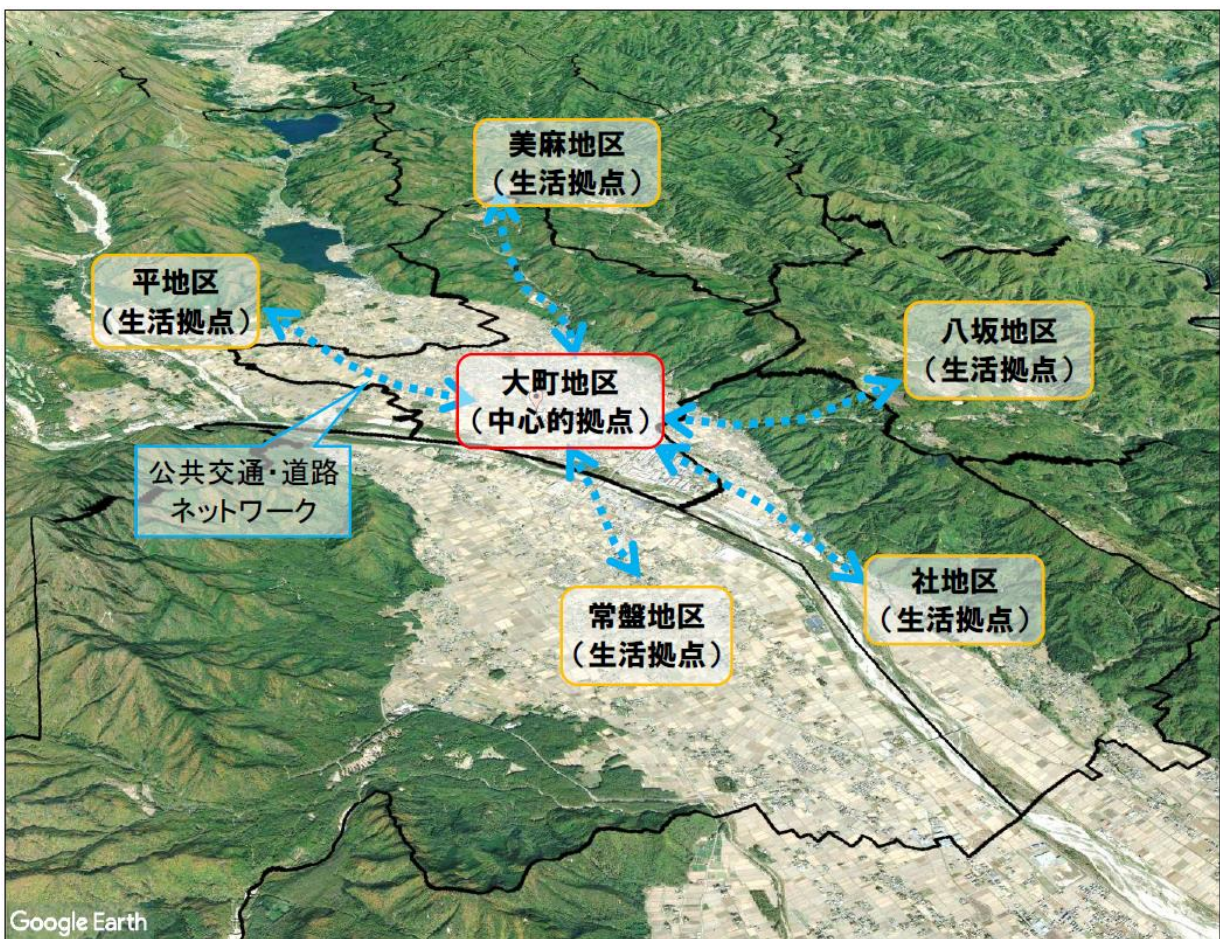 美麻地区
（生活拠点）
平地区
（生活拠点）
八坂地区
（生活拠点）
大町地区
（中心的拠点）
公共交通・道路
ネットワーク
社地区
（生活拠点）
常盤地区
（生活拠点）
Google Earth